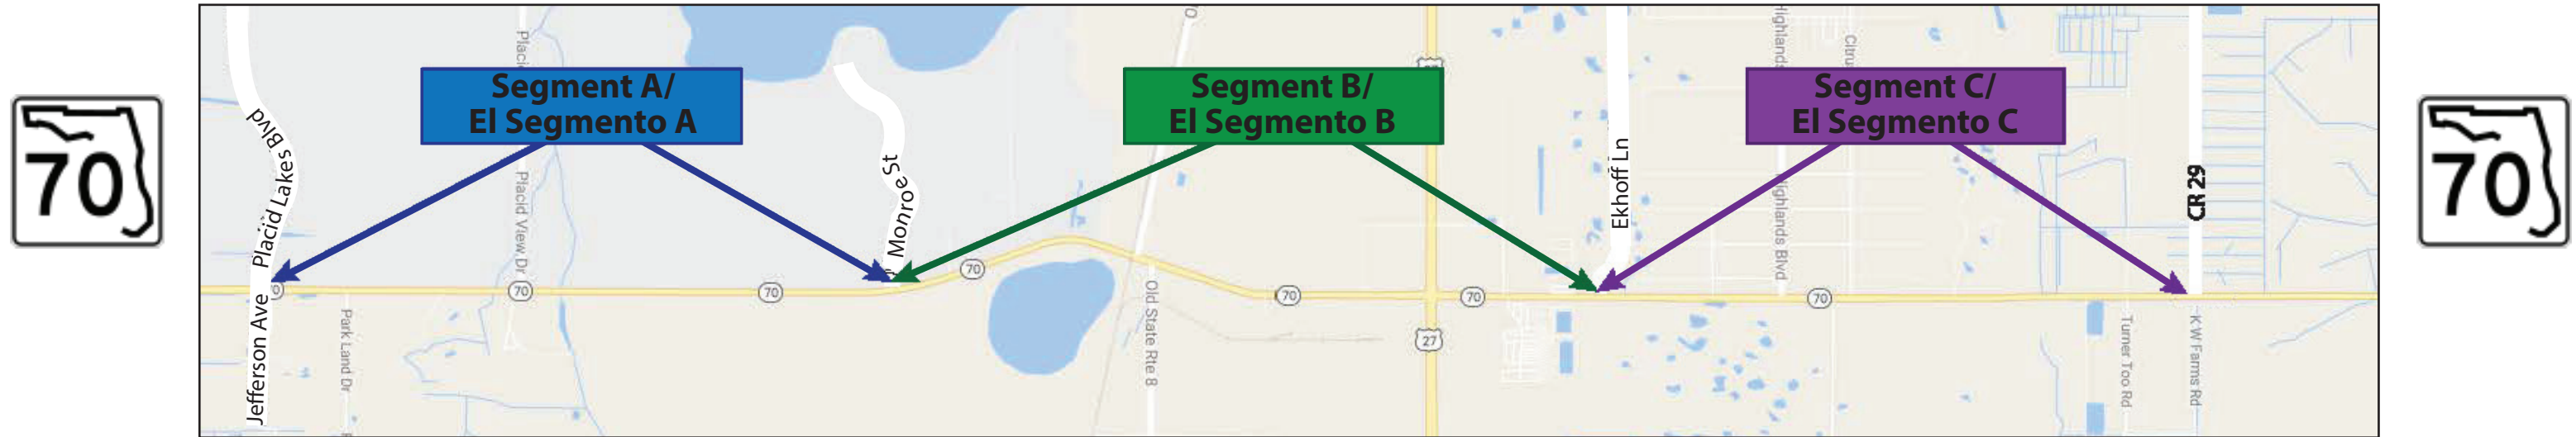 70
Jefferson Ave
Placid Lakes Blvd
Park Land Dr
Placid View Dr
70
70
Segment A/
El Segmento A
Monroe St
70
Old State Rte 8
Segment B/
El Segmento B
70
27
70
Ekhoff Ln
Segment C/
El Segmento C
Highlands Blvd
70
Turner Too Rd
CR 29
K W Farms Rd
70